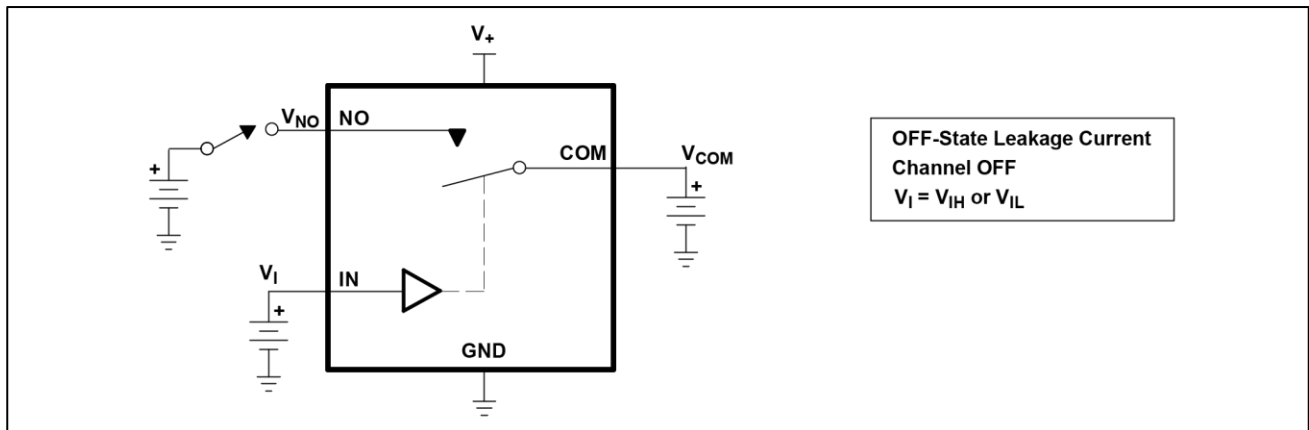 V+
VNO NO
+
COM VCOM
+
VI IN
+
GND
OFF-State Leakage Current
Channel OFF
VI = VIH or VIL